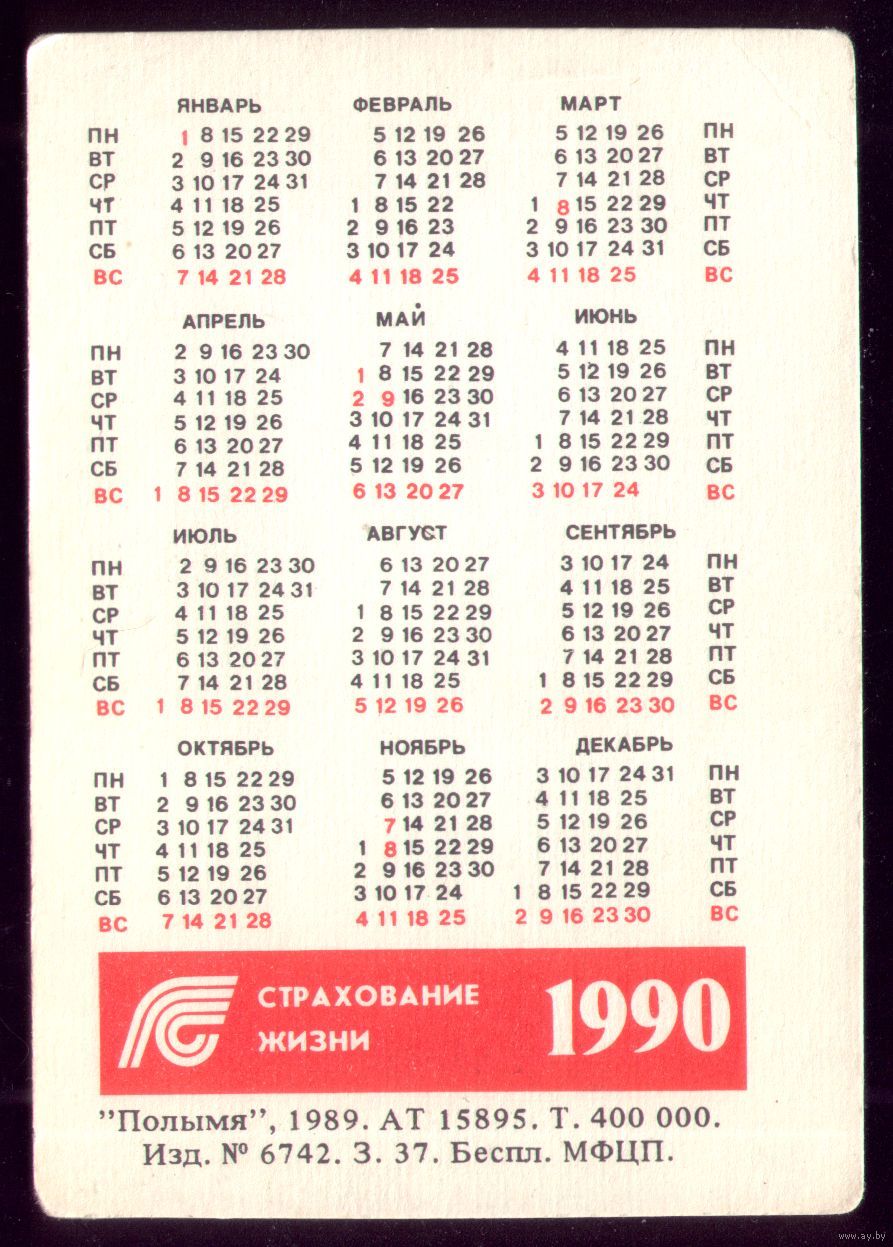 ЯНВАРЬ ФЕВРАЛЬ МАРТ
ПН 1 8 15 22 29 5 12 19 26 5 12 19 26 ПН
ВТ 2 9 16 23 30 6 13 20 27 6 13 20 27 ВТ
СР 3 10 17 24 31 7 14 21 28 7 14 21 28 СР
ЧТ 4 11 18 25 1 8 15 22 1 8 15 22 29 ЧТ
ПТ 5 12 19 26 2 9 16 23 2 9 16 23 30 ПТ
СБ 6 13 20 27 3 10 17 24 3 10 17 24 31 СБ
ВС 7 14 21 28 4 11 18 25 4 11 18 25 ВС
АПРЕЛЬ МАЙ ИЮНЬ
ПН 2 9 16 23 30 7 14 21 28 4 11 18 25 ПН
ВТ 3 10 17 24 1 8 15 22 29 5 12 19 26 ВТ
СР 4 11 18 25 2 9 16 23 30 6 13 20 27 СР
ЧТ 5 12 19 26 3 10 17 24 31 7 14 21 28 ЧТ
ПТ 6 13 20 27 4 11 18 25 1 8 15 22 29 ПТ
СБ 7 14 21 28 5 12 19 26 2 9 16 23 30 СБ
ВС 1 8 15 22 29 6 13 20 27 3 10 17 24 ВС
ИЮЛЬ АВГУСТ СЕНТЯБРЬ
ПН 2 9 16 23 30 6 13 20 27 3 10 17 24 ПН
ВТ 3 10 17 24 31 7 14 21 28 4 11 18 25 ВТ
СР 4 11 18 25 1 8 15 22 29 5 12 19 26 СР
ЧТ 5 12 19 26 2 9 16 23 30 6 13 20 27 ЧТ
ПТ 6 13 20 27 3 10 17 24 31 7 14 21 28 ПТ
СБ 7 14 21 28 4 11 18 25 1 8 15 22 29 СБ
ВС 1 8 15 22 29 5 12 19 26 2 9 16 23 30 ВС
ОКТЯБРЬ НОЯБРЬ ДЕКАБРЬ
ПН 1 8 15 22 29 5 12 19 26 3 10 17 24 31 ПН
ВТ 2 9 16 23 30 6 13 20 27 4 11 18 25 ВТ
СР 3 10 17 24 31 7 14 21 28 5 12 19 26 СР
ЧТ 4 11 18 25 1 8 15 22 29 6 13 20 27 ЧТ
ПТ 5 12 19 26 2 9 16 23 30 7 14 21 28 ПТ
СБ 6 13 20 27 3 10 17 24 1 8 15 22 29 СБ
ВС 7 14 21 28 4 11 18 25 2 9 16 23 30 ВС
СТРАХОВАНИЕ
ЖИЗНИ
1990
"Полымя", 1989. АТ 15895. Т. 400 000.
Изд. № 6742. З. 37. Беспл. МФЦП.
www.ay.by